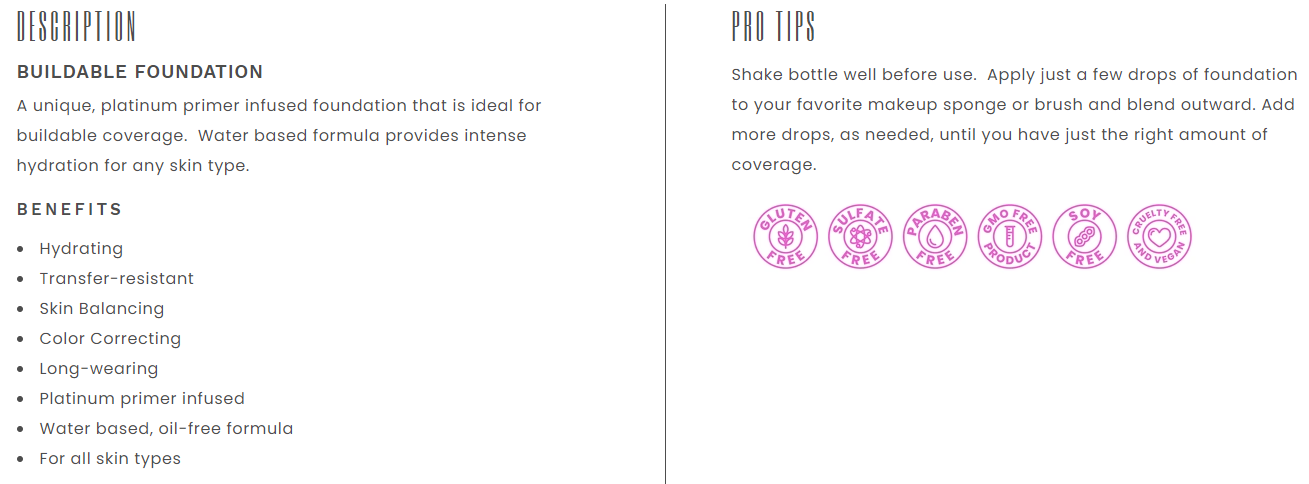 DESCRIPTION
BUILDABLE FOUNDATION
A unique, platinum primer infused foundation that is ideal for
buildable coverage.  Water based formula provides intense
hydration for any skin type.
BENEFITS
Hydrating
Transfer-resistant
Skin Balancing
Color Correcting
Long-wearing
Platinum primer infused
Water based, oil-free formula
For all skin types
PRO TIPS
Shake bottle well before use.  Apply just a few drops of foundation
to your favorite makeup sponge or brush and blend outward. Add
more drops, as needed, until you have just the right amount of
coverage.
GLUTEN FREE
SULFATE FREE
PARABEN FREE
GMO FREE PRODUCT
SOY FREE
CRUELTY FREE AND VEGAN